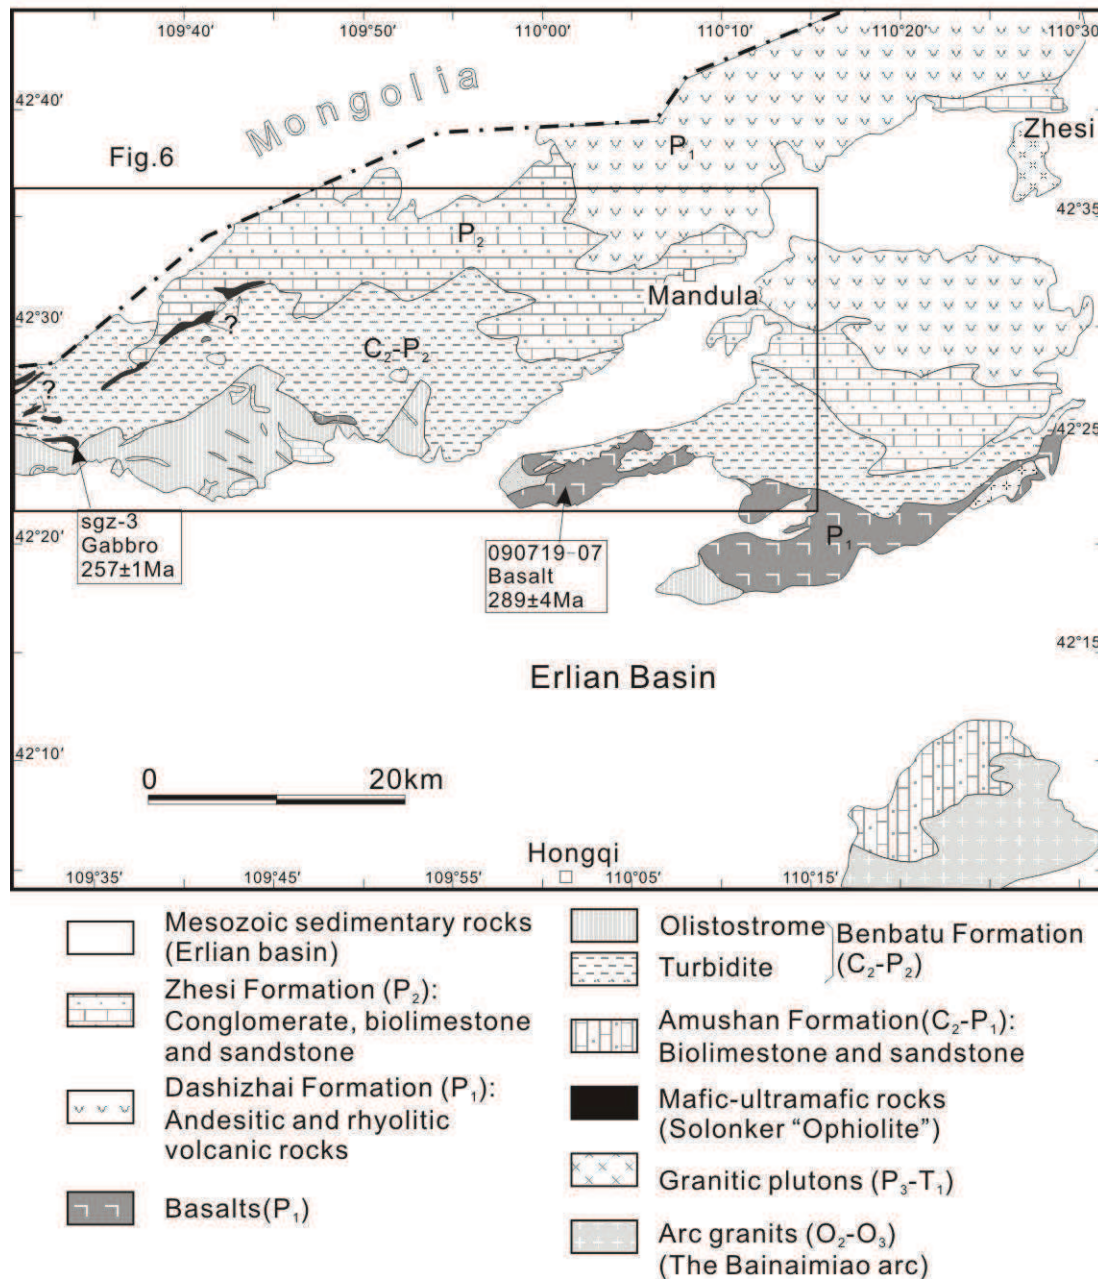 109°40′ 109°50′ 110°00′ 110°10′ 110°20′ 110°30
42°40′
Mongolia
Fig.6
P₁
Zhesi
42°35′
P₂
Mandula
42°30′
?
C₂-P₂
?
42°25′
sgz-3
Gabbro
257±1Ma
42°20′
090719-07
Basalt
289±4Ma
P₁
42°15′
Erlian Basin
42°10′
0 20km
Hongqi
109°35′ 109°45′ 109°55′ 110°05′ 110°15′
Mesozoic sedimentary rocks
(Erlian basin)
Zhesi Formation (P₂):
Conglomerate, biolimestone
and sandstone
Dashizhai Formation (P₁):
Andesitic and rhyolitic
volcanic rocks
Basalts(P₁)
Olistostrome
Turbidite
Benbatu Formation
(C₂-P₂)
Amushan Formation(C₂-P₁):
Biolimestone and sandstone
Mafic-ultramafic rocks
(Solonker “Ophiolite”)
Granitic plutons (P₃-T₁)
Arc granits (O₂-O₃)
(The Bainaimiao arc)